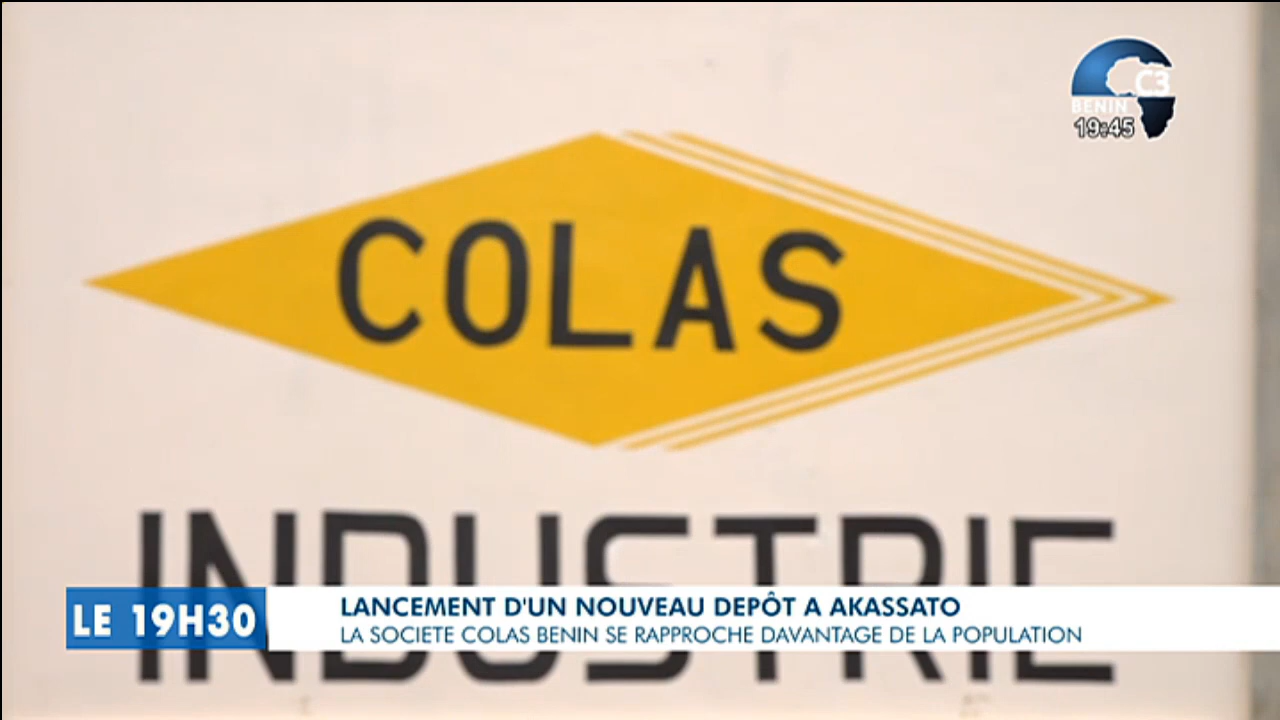 C3
BENIN
19:45
COLAS
INDUSTRIE
LE 19H30
LANCEMENT D'UN NOUVEAU DEPÔT A AKASSATO
LA SOCIETE COLAS BENIN SE RAPPROCHE DAVANTAGE DE LA POPULATION